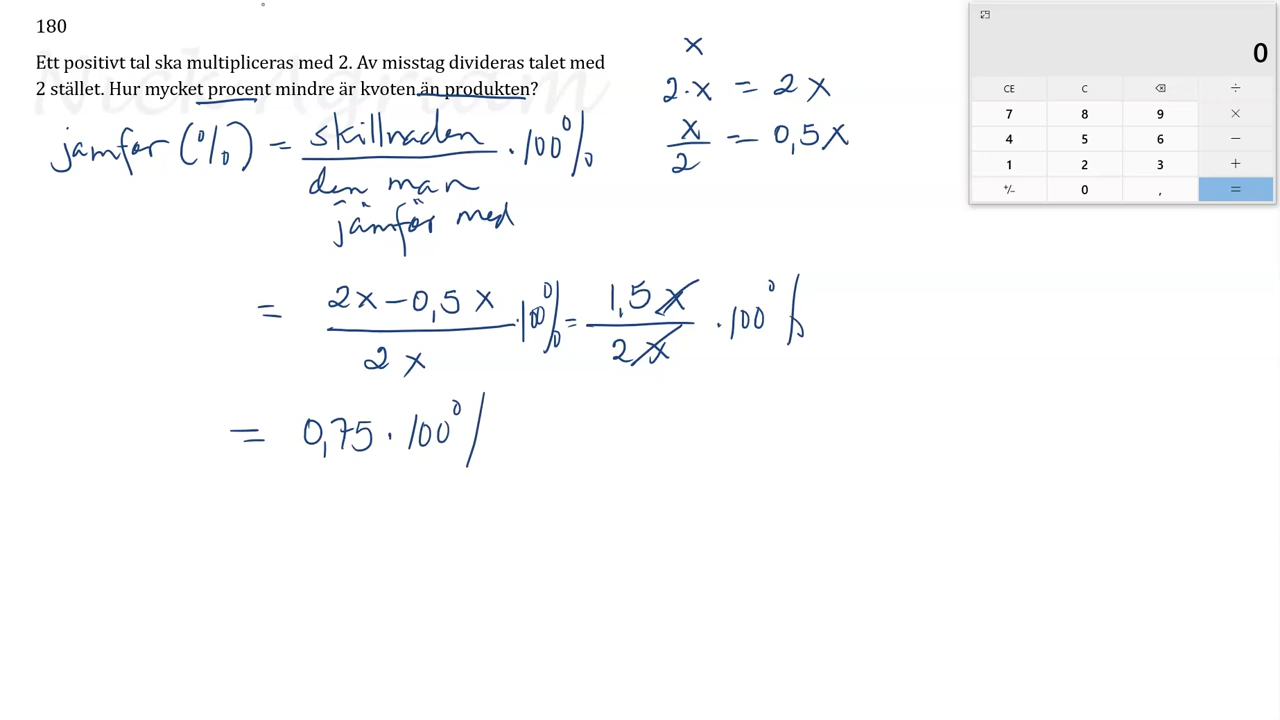 180
Ett positivt tal ska multipliceras med 2. Av misstag divideras talet med
2 stället. Hur mycket procent mindre är kvoten än produkten?
x
2·x = 2x
x/2 = 0,5x
jämför (%) = skillnaden/den man jämför med · 100%
= (2x - 0,5x)/2x · 100% = 1,5x/2x · 100%
= 0,75 · 100°/
0
CE C ⌫ ÷
7 8 9 ×
4 5 6 −
1 2 3 +
+/- 0 , =